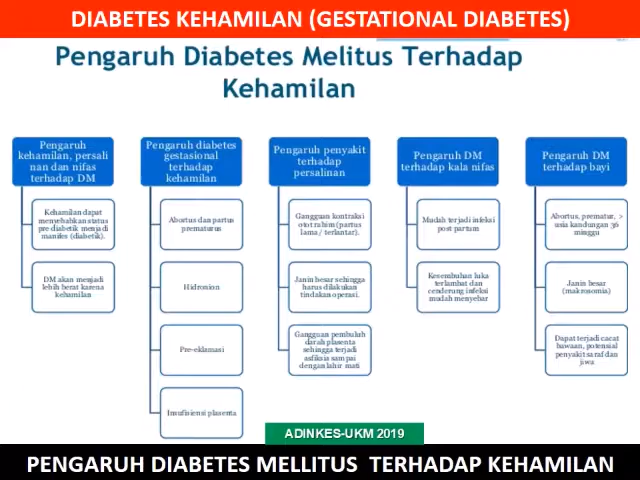 DIABETES KEHAMILAN (GESTATIONAL DIABETES)
Pengaruh Diabetes Melitus Terhadap
Kehamilan
Pengaruh
kehamilan, persali
nan dan nifas
terhadap DM
Kehamilan dapat
menyebabkan status
pre diabetik menjadi
manifes (diabetik).
DM akan menjadi
lebih berat karena
kehamilan
Pengaruh diabetes
gestasional
terhadap
kehamilan
Abortus dan partus
prematurus
Hidronion
Pre-eklamasi
Insufisiensi plasenta
Pengaruh penyakit
terhadap
persalinan
Gangguan kontraksi
otot rahim (partus
lama / terlantar).
Janin besar sehingga
harus dilakukan
tindakan operasi.
Gangguan pembuluh
darah plasenta
sehingga terjadi
asfiksia sampai
dengan lahir mati
Pengaruh DM
terhadap kala nifas
Mudah terjadi infeksi
post partum
Kesembuhan luka
terlambat dan
cenderung infeksi
mudah menyebar
Pengaruh DM
terhadap bayi
Abortus, prematur, >
usia kandungan 36
minggu
Janin besar
(makrosomia)
Dapat terjadi cacat
bawaan, potensial
penyakit saraf dan
jiwa
ADINKES-UKM 2019
PENGARUH DIABETES MELLITUS TERHADAP KEHAMILAN